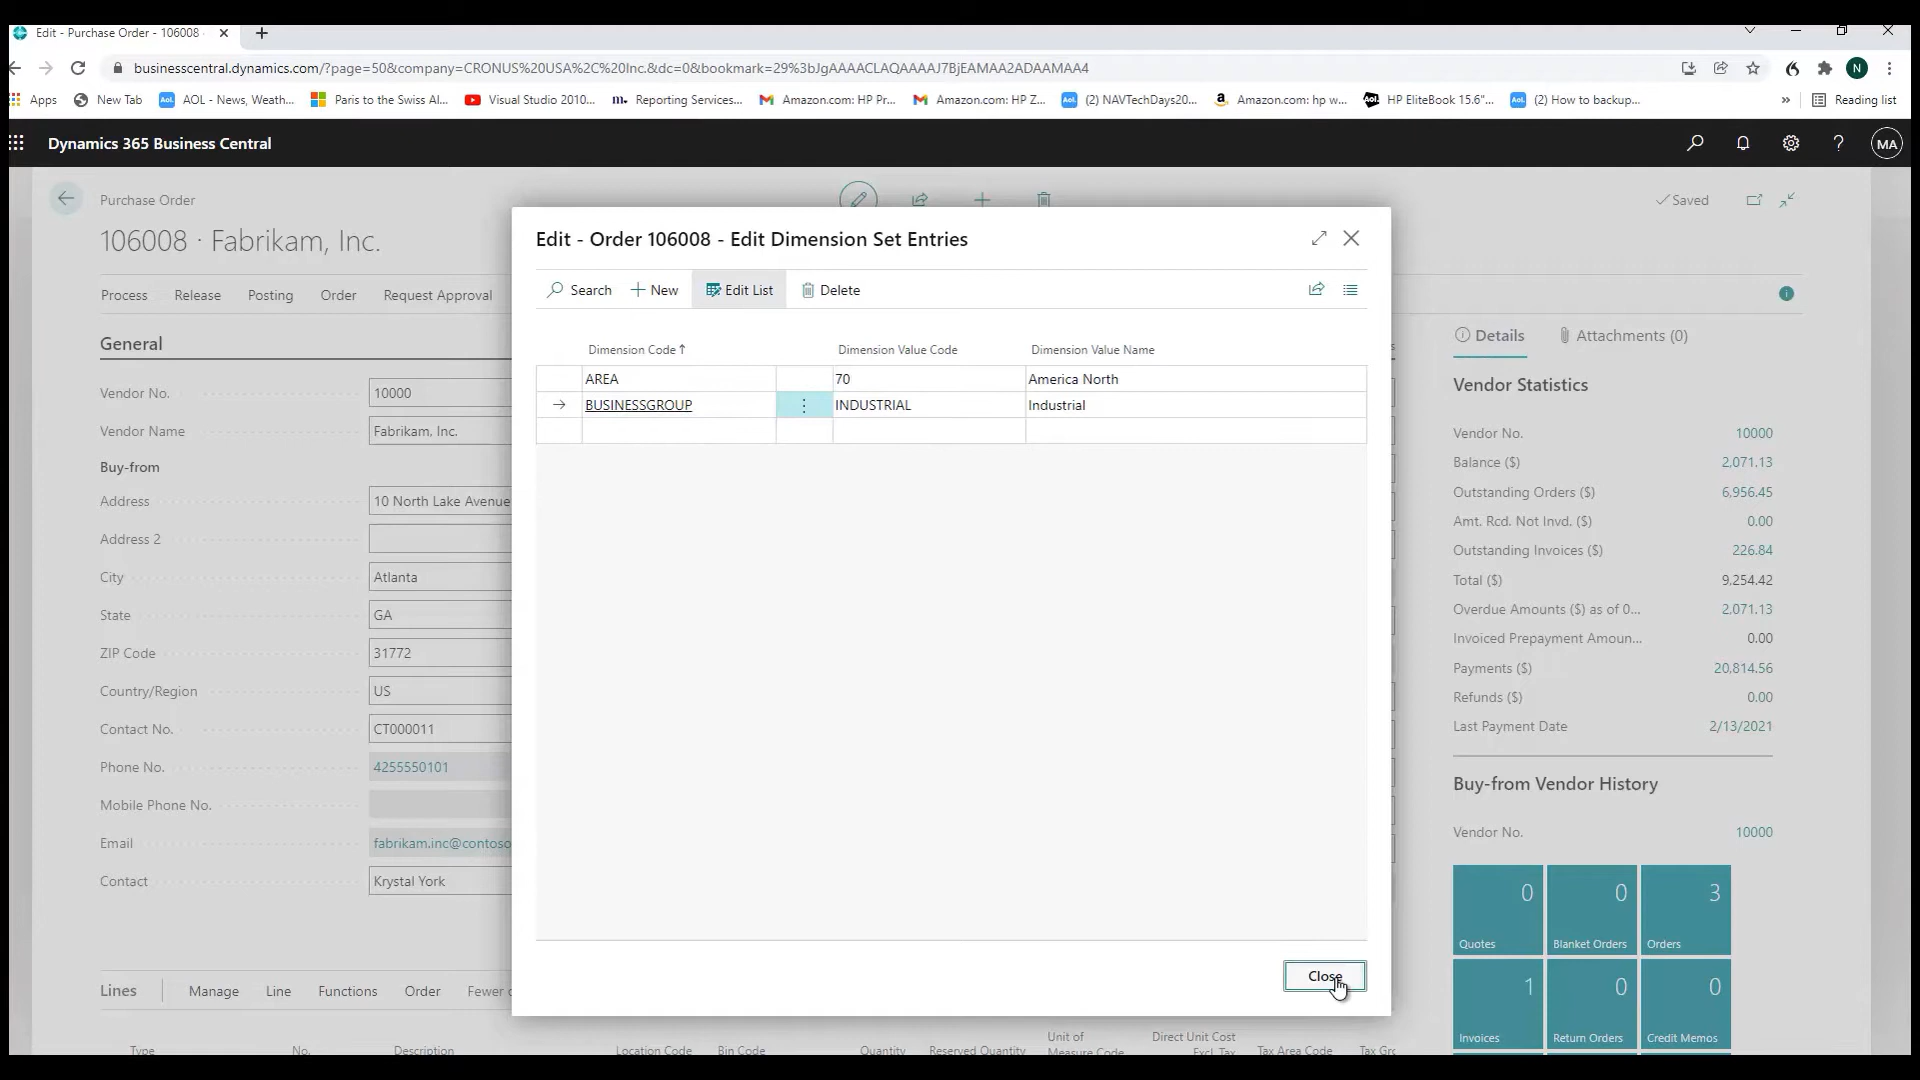 Edit - Purchase Order - 106008
businesscentral.dynamics.com/?page=50&company=CRONUS%20USA%2C%20Inc.&dc=0&bookmark=29%3bJgAAAACLAQAAAAJ7BjEAMAA2ADAAMAA4
N
Apps
New Tab
AOL - News, Weath...
Paris to the Swiss Al...
Visual Studio 2010...
Reporting Services...
Amazon.com: HP Pr...
Amazon.com: HP Z...
(2) NAVTechDays20...
Amazon.com: hp w...
HP EliteBook 15.6"...
(2) How to backup...
»
Reading list
Dynamics 365 Business Central
?
MA
Purchase Order
Saved
106008 · Fabrikam, Inc.
Process Release Posting Order Request Approval
General
Vendor No. 10000
Vendor Name Fabrikam, Inc.
Buy-from
Address 10 North Lake Avenue
Address 2
City Atlanta
State GA
ZIP Code 31772
Country/Region US
Contact No. CT000011
Phone No. 4255550101
Mobile Phone No.
Email fabrikam.inc@contoso
Contact Krystal York
Lines Manage Line Functions Order Fewer
Type No. Description Location Code Bin Code Quantity Reserved Quantity
Unit of
Measure Code
Direct Unit Cost
Excl. Tax
Tax Area Code
Tax Gr
Edit - Order 106008 - Edit Dimension Set Entries
Search New Edit List Delete
Dimension Code↑ Dimension Value Code Dimension Value Name
AREA 70 America North
→ BUSINESSGROUP INDUSTRIAL Industrial
Close
Details
Attachments (0)
Vendor Statistics
Vendor No. 10000
Balance ($) 2,071.13
Outstanding Orders ($) 6,956.45
Amt. Rcd. Not Invd. ($) 0.00
Outstanding Invoices ($) 226.84
Total ($) 9,254.42
Overdue Amounts ($) as of 0... 2,071.13
Invoiced Prepayment Amoun... 0.00
Payments ($) 20,814.56
Refunds ($) 0.00
Last Payment Date 2/13/2021
Buy-from Vendor History
Vendor No. 10000
0 0 3
Quotes Blanket Orders Orders
1 0 0
Invoices Return Orders Credit Memos